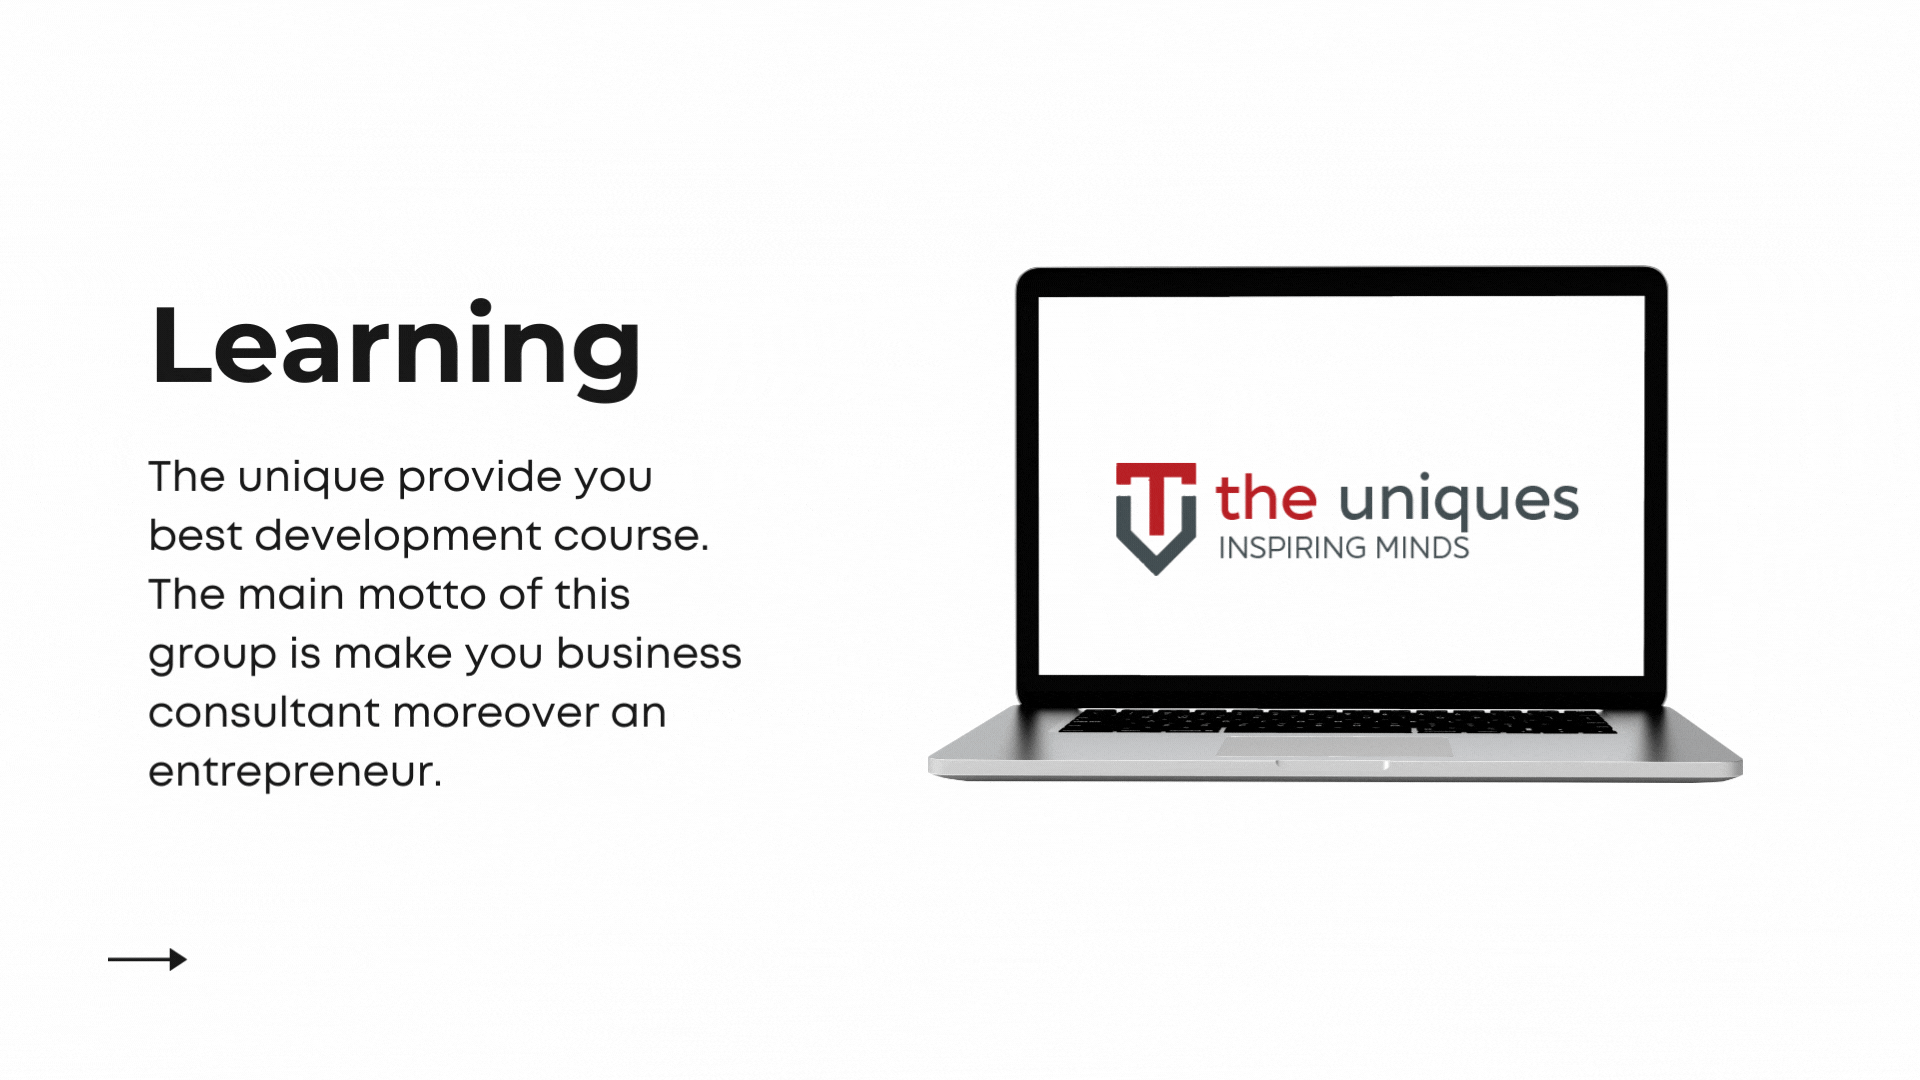 Learning
The unique provide you
best development course.
The main motto of this
group is make you business
consultant moreover an
entrepreneur.
the uniques
INSPIRING MINDS